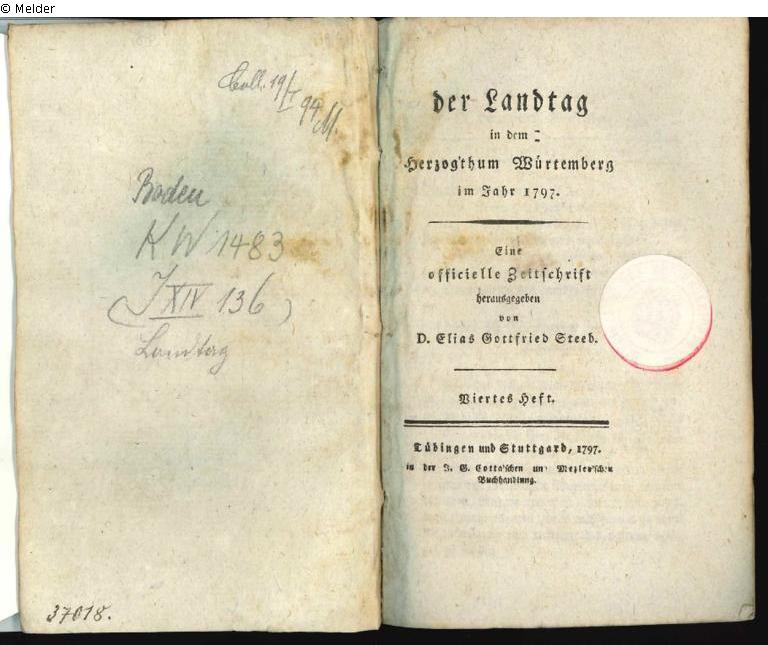 © Melder
Coll. 19/I 94 M.
Boden
KW 1483
(J XIV 136)
Landtag
37018.
der Landtag
in dem
Herzogthum Würtemberg
im Jahr 1797.
Eine
officielle Zeitschrift
herausgegeben
von
D. Elias Gottfried Steeb.
Viertes Heft.
Tübingen und Stuttgard, 1797.
in der J. G. Cotta'schen un Mezler'schen
Buchhandlung.